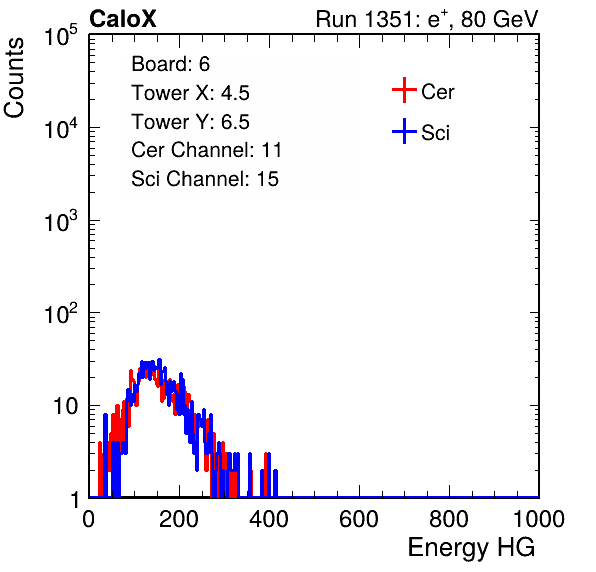 CaloX Run 1351: e⁺, 80 GeV
Counts
10⁵
10⁴
10³
10²
10
1
Board: 6
Tower X: 4.5
Tower Y: 6.5
Cer Channel: 11
Sci Channel: 15
Cer
Sci
0 200 400 600 800 1000
Energy HG